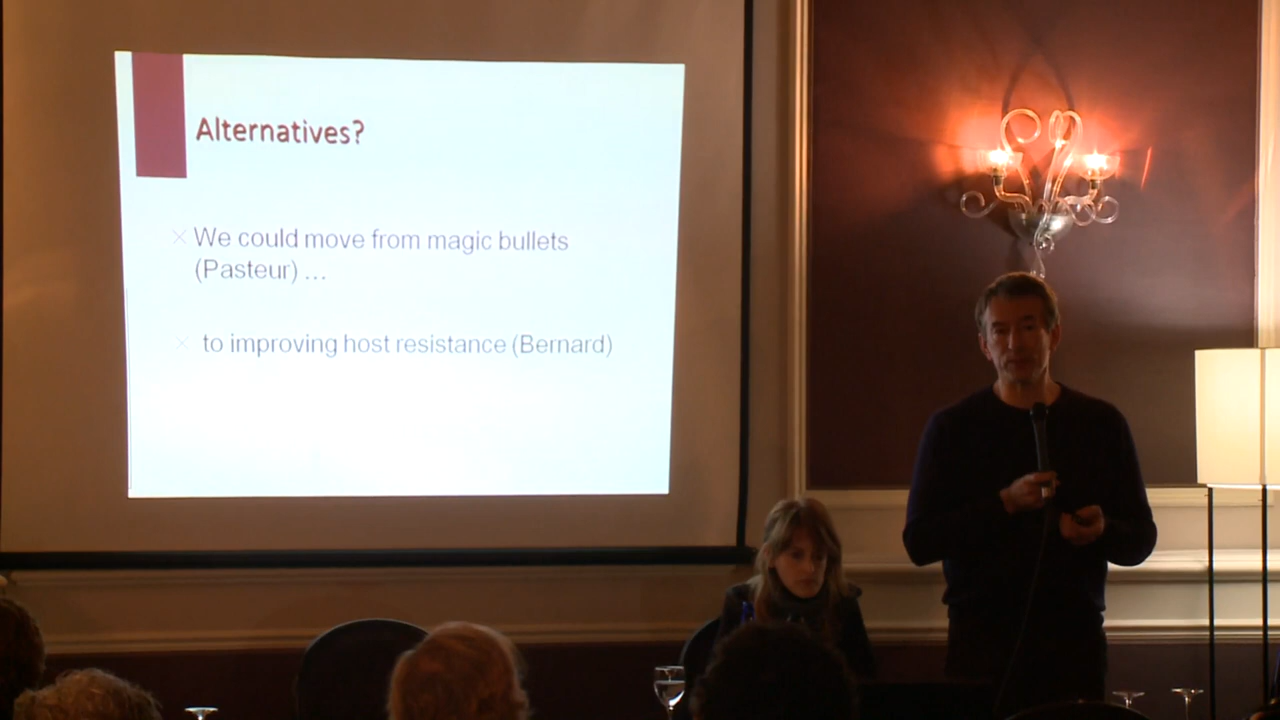 Alternatives?
We could move from magic bullets
(Pasteur) ...
to improving host resistance (Bernard)